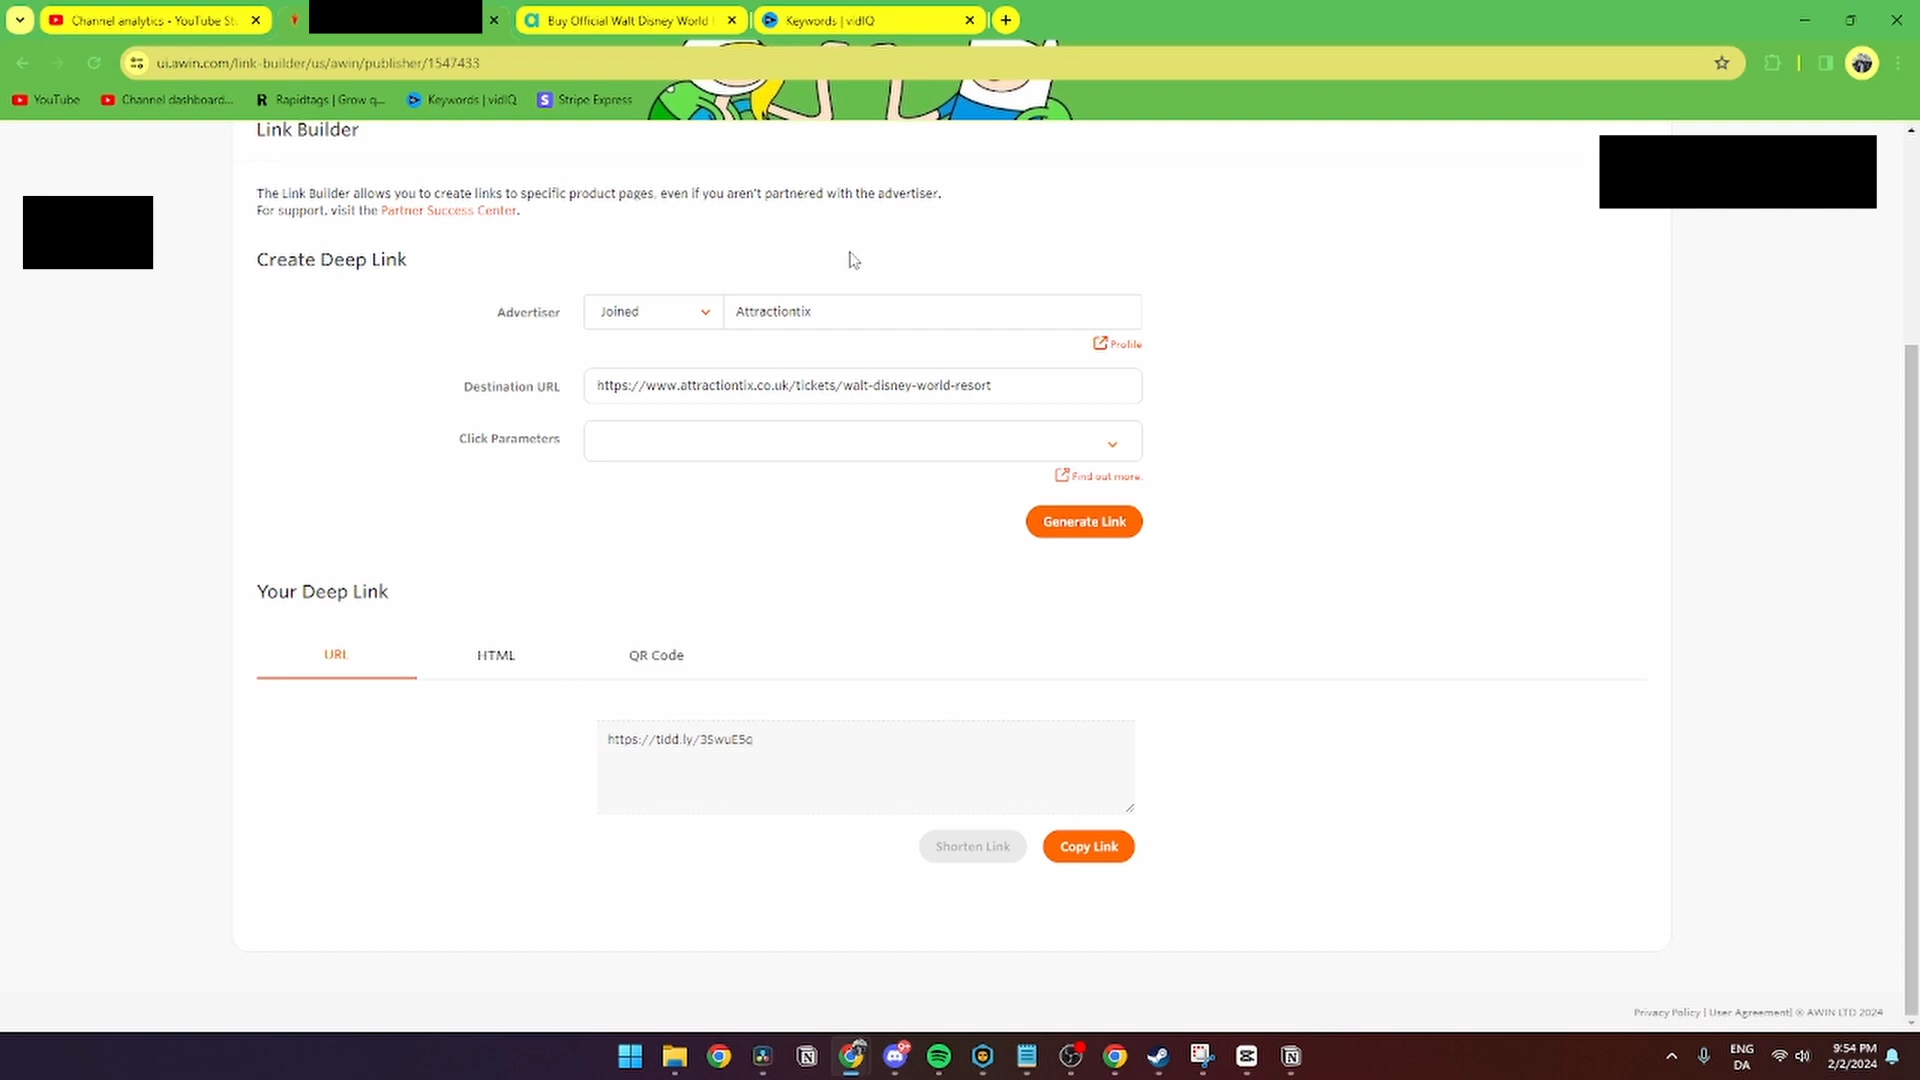 Channel analytics - YouTube St
Buy Official Walt Disney World
Keywords | vidIQ
ui.awin.com/link-builder/us/awin/publisher/1547433
YouTube
Channel dashboard...
Rapidtags | Grow q...
Keywords | vidIQ
Stripe Express
Link Builder
The Link Builder allows you to create links to specific product pages, even if you aren't partnered with the advertiser.
For support, visit the Partner Success Center.
Create Deep Link
Advertiser
Joined
Attractiontix
Profile
Destination URL
https://www.attractiontix.co.uk/tickets/walt-disney-world-resort
Click Parameters
Find out more.
Generate Link
Your Deep Link
URL
HTML
QR Code
https://tidd.ly/3SwuE5q
Shorten Link
Copy Link
Privacy Policy | User Agreement| © AWIN LTD 2024
9+
ENG
DA
9:54 PM
2/2/2024